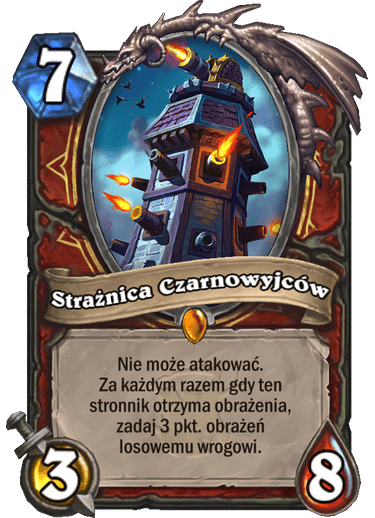 7
Strażnica Czarnowyjców
Nie może atakować.
Za każdym razem gdy ten
stronnik otrzyma obrażenia,
zadaj 3 pkt. obrażeń
losowemu wrogowi.
3
8